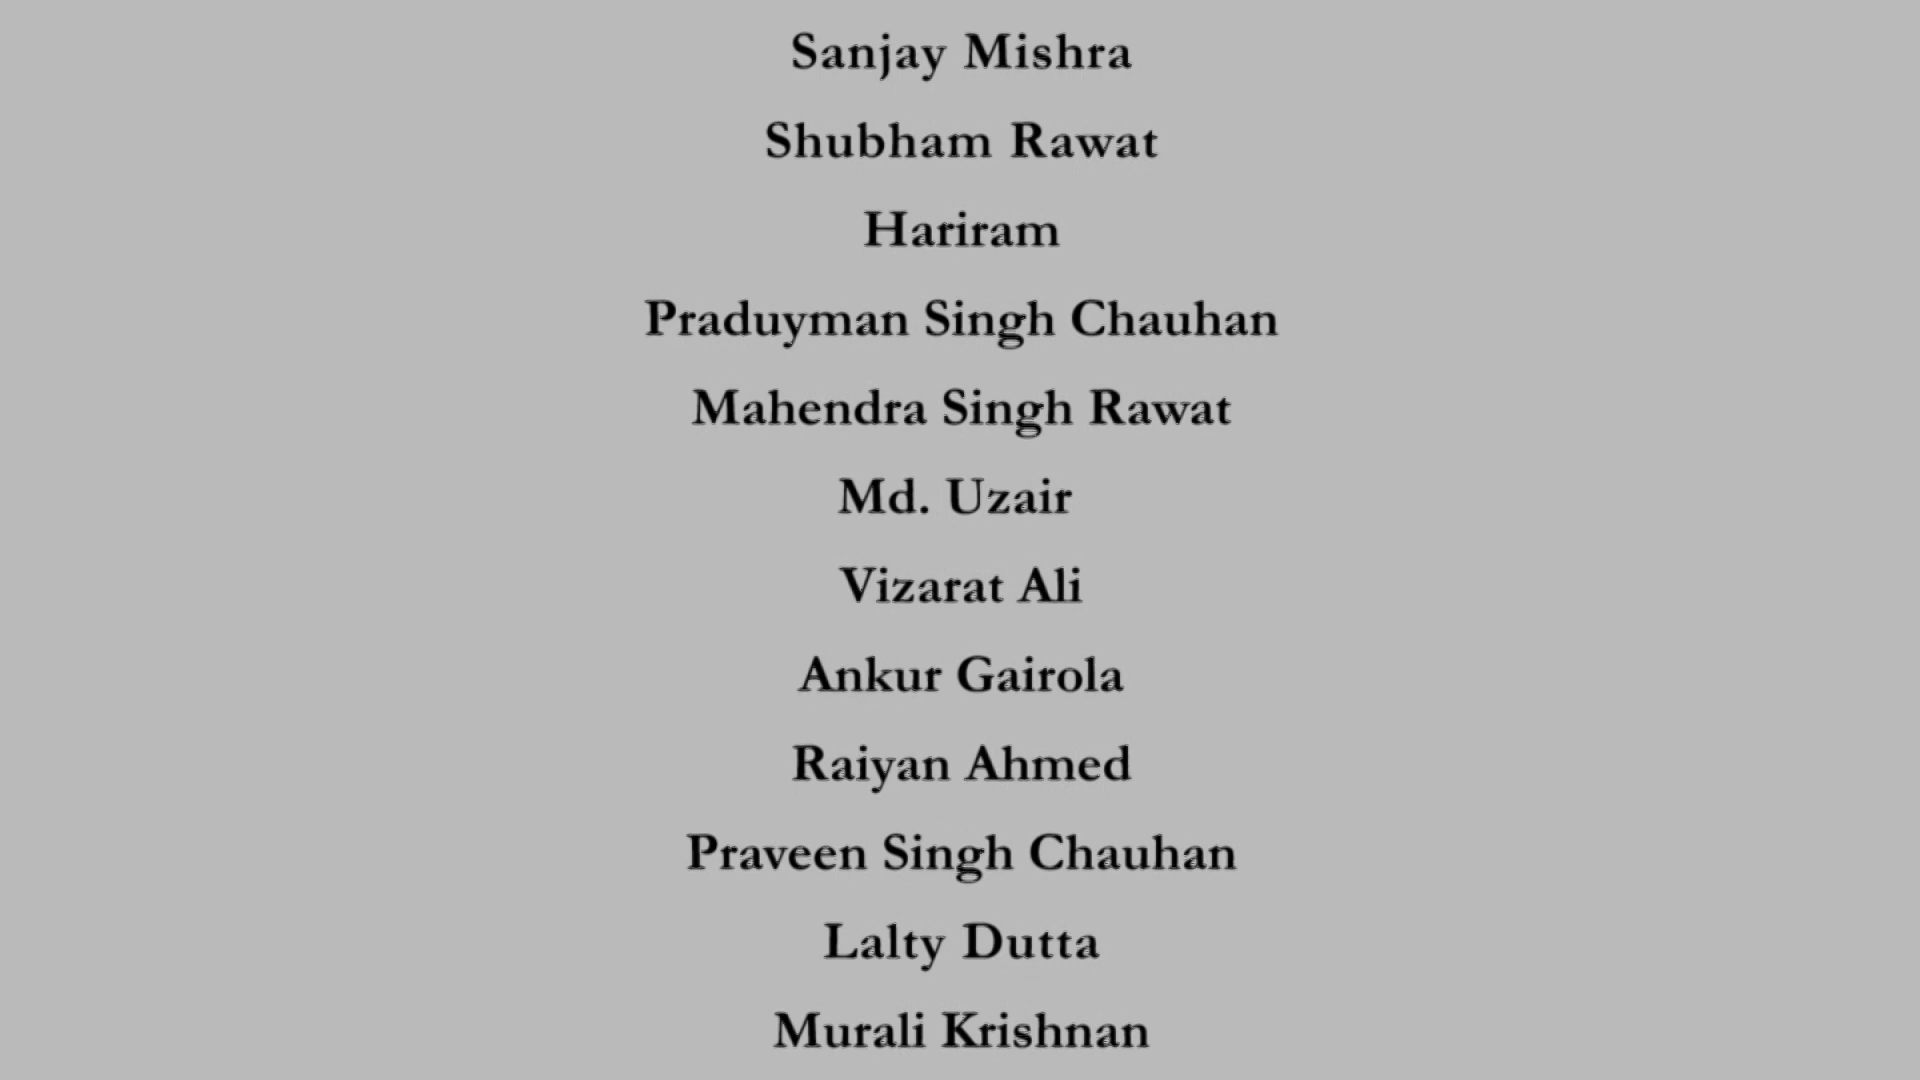 Sanjay Mishra
Shubham Rawat
Hariram
Praduyman Singh Chauhan
Mahendra Singh Rawat
Md. Uzair
Vizarat Ali
Ankur Gairola
Raiyan Ahmed
Praveen Singh Chauhan
Lalty Dutta
Murali Krishnan